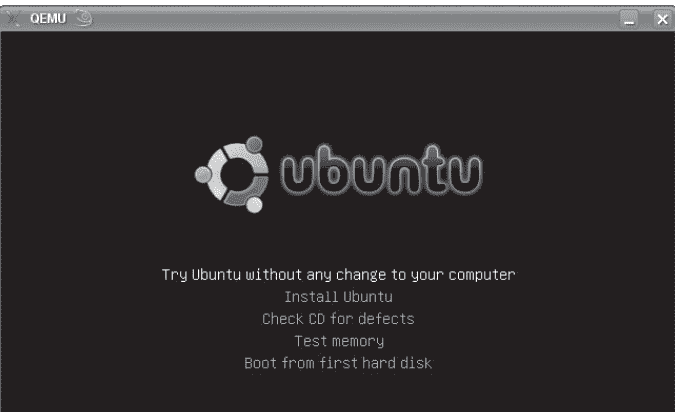 QEMU
ubuntu
Try Ubuntu without any change to your computer
Install Ubuntu
Check CD for defects
Test memory
Boot from first hard disk